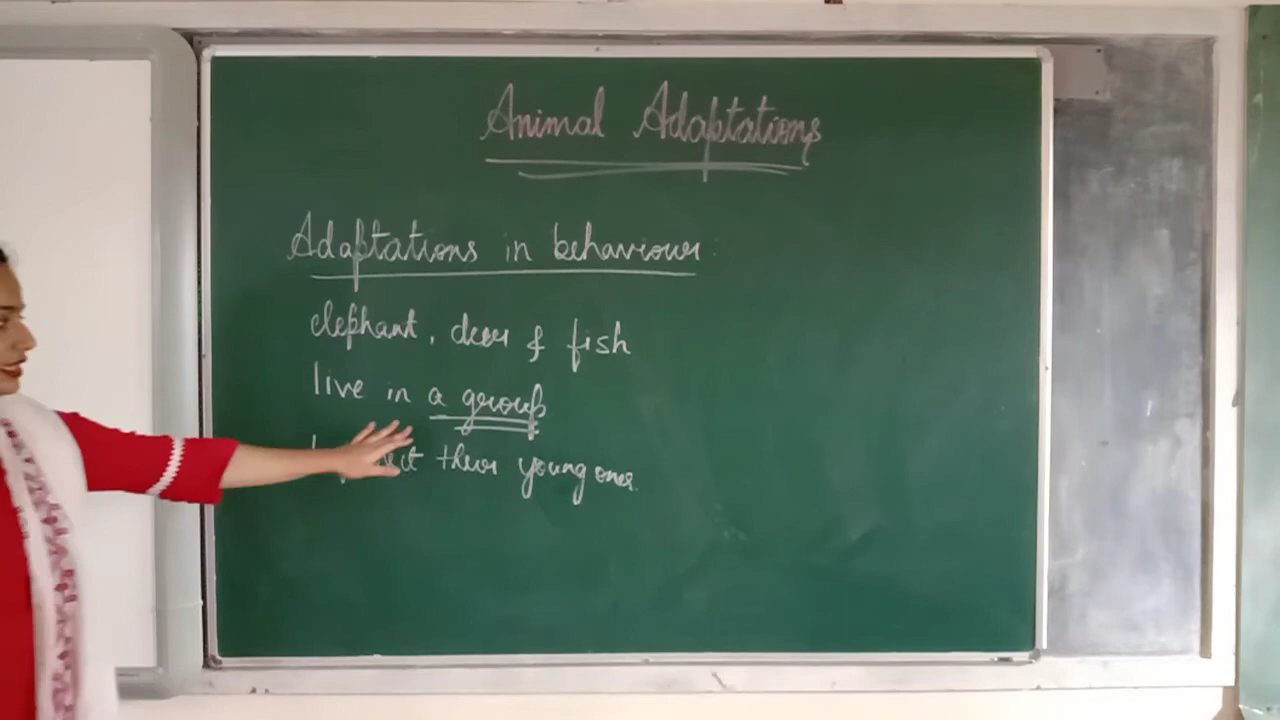 Animal Adaptations
Adaptations in behaviour
elephant, deer & fish
live in a group
their young ones.